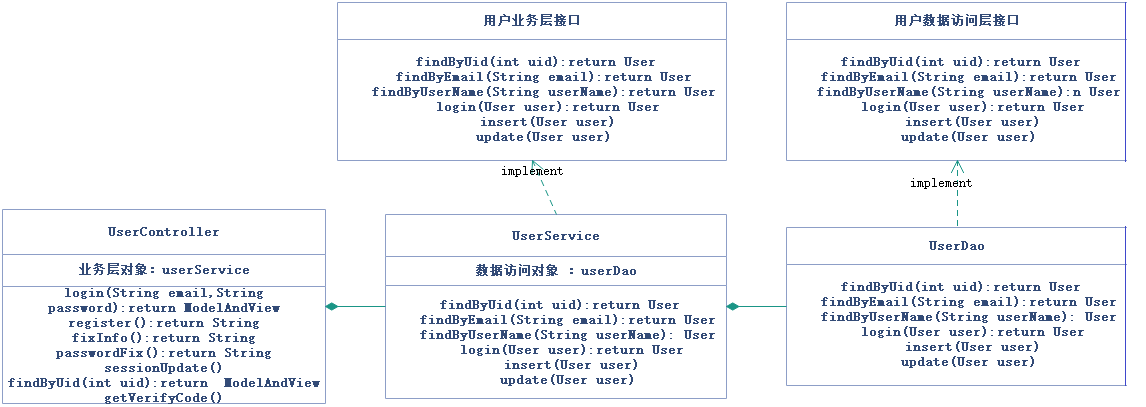 用户业务层接口
findByUid(int uid):return User
findByEmail(String email):return User
findByUserName(String userName):return User
login(User user):return User
insert(User user)
update(User user)
用户数据访问层接口
findByUid(int uid):return User
findByEmail(String email):return User
findByUserName(String userName):n User
login(User user):return User
insert(User user)
update(User user)
implement
implement
UserController
业务层对象：userService
login(String email,String
password):return ModelAndView
register():return String
fixInfo():return String
passwordFix():return String
sessionUpdate()
findByUid(int uid):return ModelAndView
getVerifyCode()
UserService
数据访问对象 ：userDao
findByUid(int uid):return User
findByEmail(String email):return User
findByUserName(String userName): User
login(User user):return User
insert(User user)
update(User user)
UserDao
findByUid(int uid):return User
findByEmail(String email):return User
findByUserName(String userName): User
login(User user):return User
insert(User user)
update(User user)